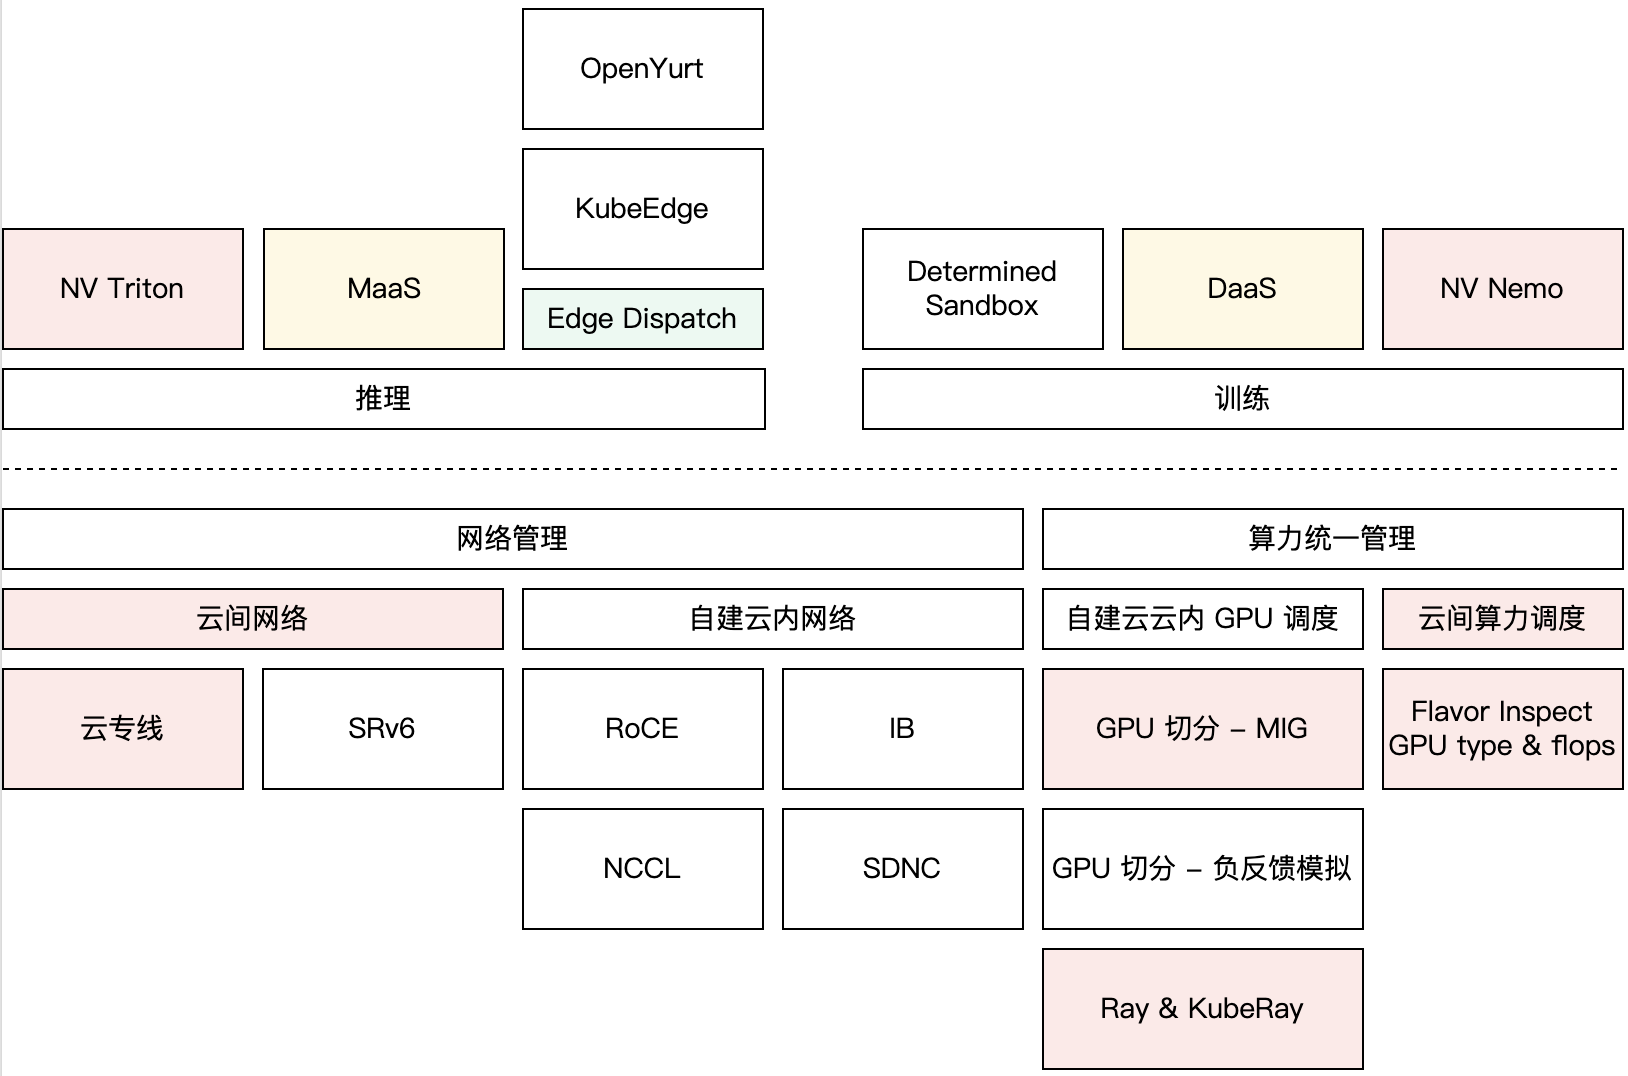 OpenYurt
KubeEdge
NV Triton
MaaS
Edge Dispatch
Determined
Sandbox
DaaS
NV Nemo
推理
训练
网络管理
算力统一管理
云间网络
自建云内网络
自建云云内 GPU 调度
云间算力调度
云专线
SRv6
RoCE
IB
GPU 切分 – MIG
Flavor Inspect
GPU type & flops
NCCL
SDNC
GPU 切分 – 负反馈模拟
Ray & KubeRay